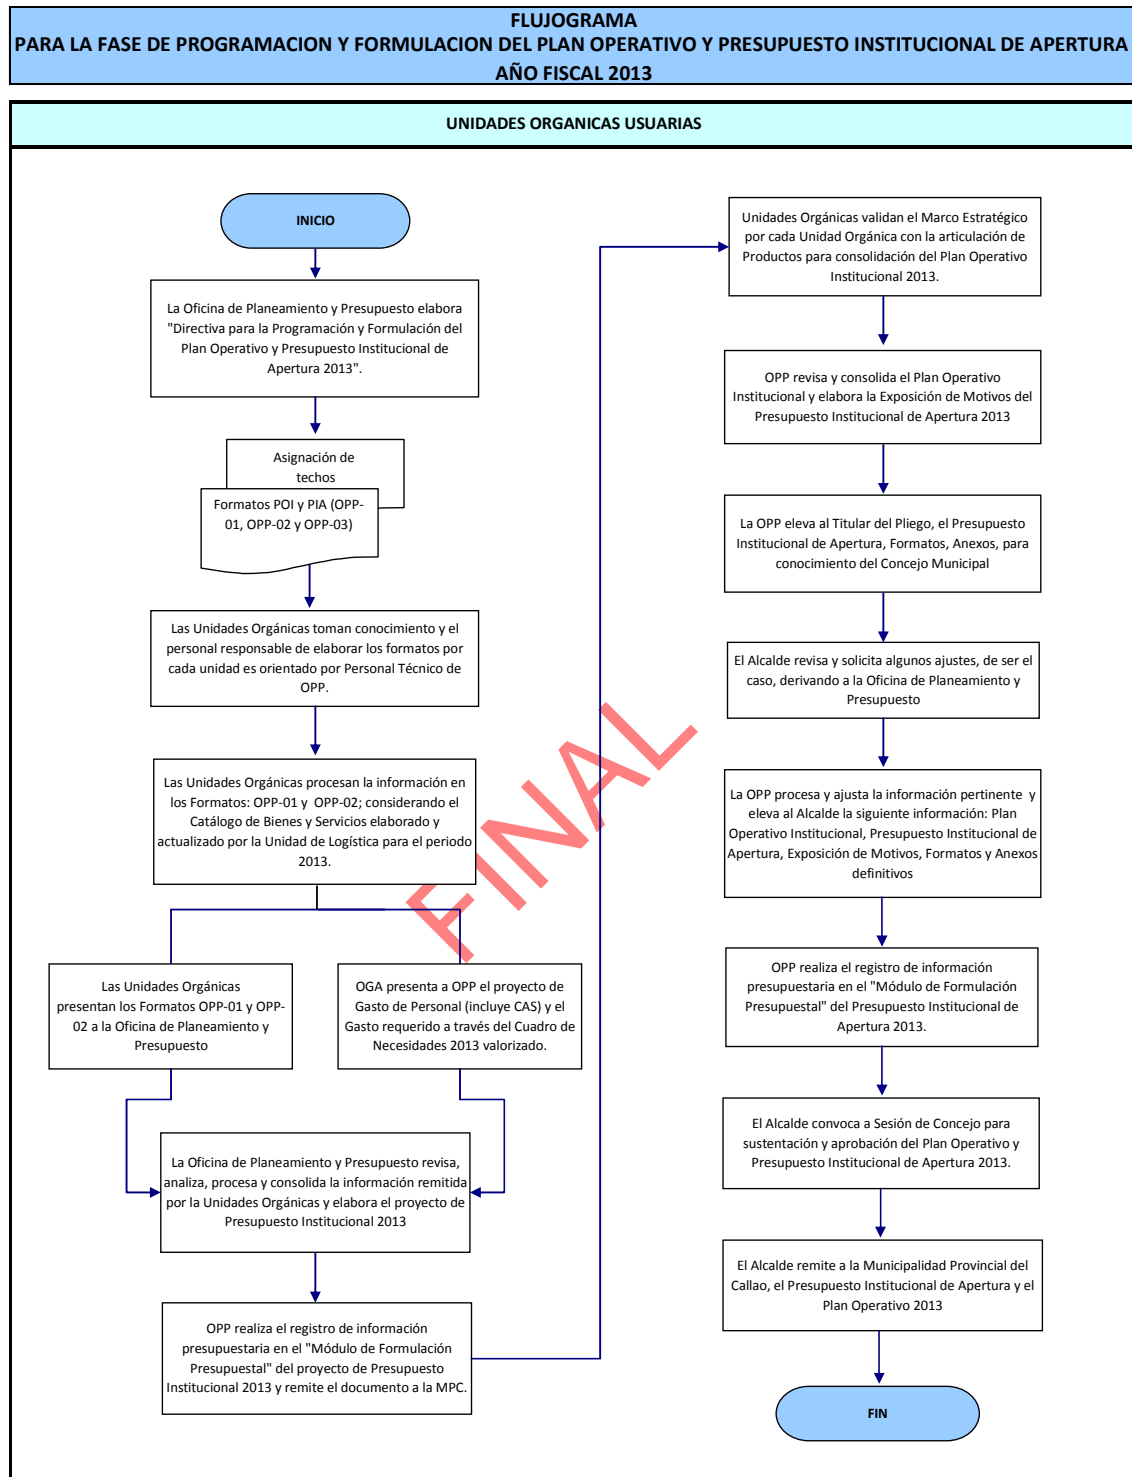 FLUJOGRAMA
PARA LA FASE DE PROGRAMACION Y FORMULACION DEL PLAN OPERATIVO Y PRESUPUESTO INSTITUCIONAL DE APERTURA
AÑO FISCAL 2013
UNIDADES ORGANICAS USUARIAS
INICIO
La Oficina de Planeamiento y Presupuesto elabora
"Directiva para la Programación y Formulación del
Plan Operativo y Presupuesto Institucional de
Apertura 2013".
Asignación de
techos
Formatos POI y PIA (OPP-
01, OPP-02 y OPP-03)
Las Unidades Orgánicas toman conocimiento y el
personal responsable de elaborar los formatos por
cada unidad es orientado por Personal Técnico de
OPP.
Las Unidades Orgánicas procesan la información en
los Formatos: OPP-01 y OPP-02; considerando el
Catálogo de Bienes y Servicios elaborado y
actualizado por la Unidad de Logística para el periodo
2013.
Las Unidades Orgánicas
presentan los Formatos OPP-01 y OPP-
02 a la Oficina de Planeamiento y
Presupuesto
OGA presenta a OPP el proyecto de
Gasto de Personal (incluye CAS) y el
Gasto requerido a través del Cuadro de
Necesidades 2013 valorizado.
La Oficina de Planeamiento y Presupuesto revisa,
analiza, procesa y consolida la información remitida
por la Unidades Orgánicas y elabora el proyecto de
Presupuesto Institucional 2013
OPP realiza el registro de información
presupuestaria en el "Módulo de Formulación
Presupuestal" del proyecto de Presupuesto
Institucional 2013 y remite el documento a la MPC.
Unidades Orgánicas validan el Marco Estratégico
por cada Unidad Orgánica con la articulación de
Productos para consolidación del Plan Operativo
Institucional 2013.
OPP revisa y consolida el Plan Operativo
Institucional y elabora la Exposición de Motivos del
Presupuesto Institucional de Apertura 2013
La OPP eleva al Titular del Pliego, el Presupuesto
Institucional de Apertura, Formatos, Anexos, para
conocimiento del Concejo Municipal
El Alcalde revisa y solicita algunos ajustes, de ser el
caso, derivando a la Oficina de Planeamiento y
Presupuesto
La OPP procesa y ajusta la información pertinente y
eleva al Alcalde la siguiente información: Plan
Operativo Institucional, Presupuesto Institucional de
Apertura, Exposición de Motivos, Formatos y Anexos
definitivos
OPP realiza el registro de información
presupuestaria en el "Módulo de Formulación
Presupuestal" del Presupuesto Institucional de
Apertura 2013.
El Alcalde convoca a Sesión de Concejo para
sustentación y aprobación del Plan Operativo y
Presupuesto Institucional de Apertura 2013.
El Alcalde remite a la Municipalidad Provincial del
Callao, el Presupuesto Institucional de Apertura y el
Plan Operativo 2013
FIN
FINAL